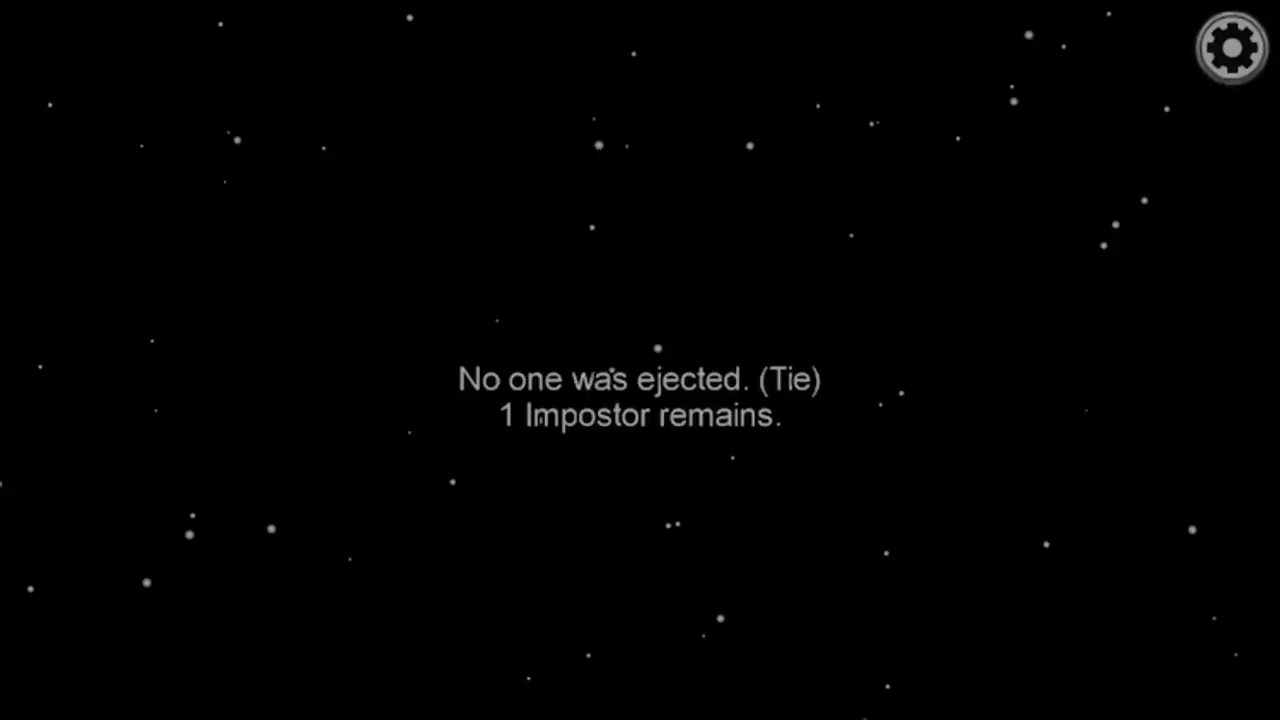 No one was ejected. (Tie)
1 Impostor remains.